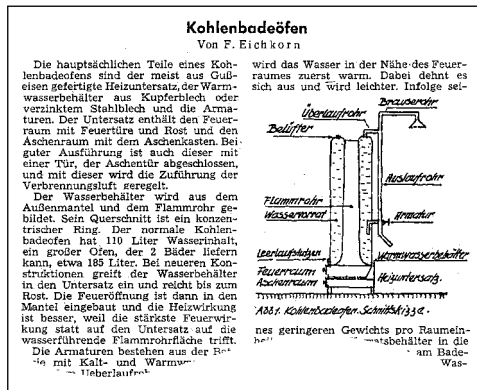 Kohlenbadeöfen
Von F. Eichkorn
Die hauptsächlichen Teile eines Koh-
lenbadeofens sind der meist aus Guß-
eisen gefertigte Heizuntersatz, der Warm-
wasserbehälter aus Kupferblech oder
verzinktem Stahlblech und die Arma-
turen. Der Untersatz enthält den Feuer-
raum mit Feuertüre und Rost und den
Aschenraum mit dem Aschenkasten. Bei
guter Ausführung ist auch dieser mit
einer Tür, der Aschentür abgeschlossen,
und mit dieser wird die Zuführung der
Verbrennungsluft geregelt.
Der Wasserbehälter wird aus dem
Außenmantel und dem Flammrohr ge-
bildet. Sein Querschnitt ist ein konzen-
trischer Ring. Der normale Kohlen-
badeofen hat 110 Liter Wasserinhalt,
ein großer Ofen, der 2 Bäder liefern
kann, etwa 185 Liter. Bei neueren Kon-
struktionen greift der Wasserbehälter
in den Untersatz ein und reicht bis zum
Rost. Die Feueröffnung ist dann in den
Mantel eingebaut und die Heizwirkung
ist besser, weil die stärkste Feuerwir-
kung statt auf den Untersatz auf die
wasserführende Flammrohrfläche trifft.
Die Armaturen bestehen aus der
mit Kalt- und
Ueberlaufroh
wird das Wasser in der Nähe des Feuer-
raumes zuerst warm. Dabei dehnt es
sich aus und wird leichter. Infolge sei-
Brauserohr
Überlaufrohr
Belüfter
Auslaufrohr
Flammrohr
Wasservorrat
Armatur
Leerlaufstutzen
Warmwasserbehälter
Feuerraum
Heizuntersatz.
Aschenraum
Abb 1. Kohlenbadeofen. Schnittskizze.
nes geringeren Gewichts pro Raumein-
tsbehälter in die
am Bade-
Was-